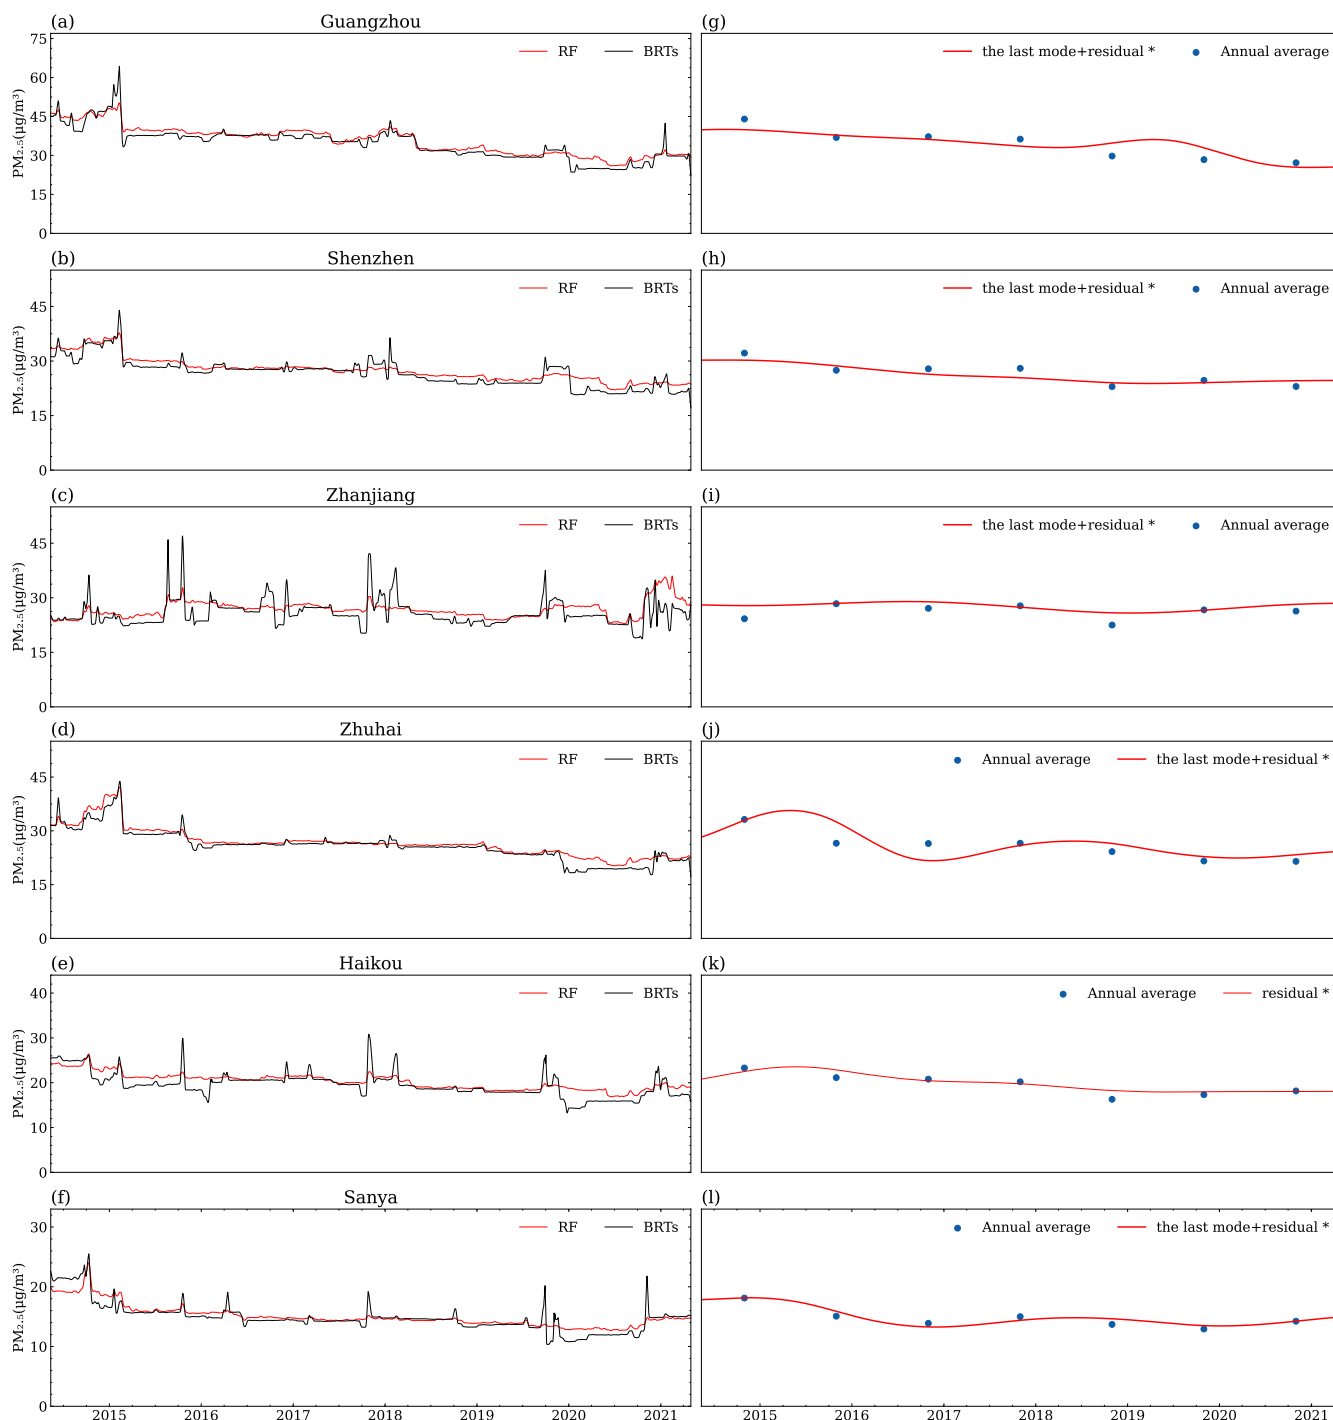 (a) Guangzhou (g)
75
60
45
30
15
0
PM₂.₅(μg/m³)
RF BRTs
the last mode+residual * Annual average
(b) Shenzhen (h)
45
30
15
0
PM₂.₅(μg/m³)
RF BRTs
the last mode+residual * Annual average
(c) Zhanjiang (i)
45
30
15
0
PM₂.₅(μg/m³)
RF BRTs
the last mode+residual * Annual average
(d) Zhuhai (j)
45
30
15
0
PM₂.₅(μg/m³)
RF BRTs
Annual average the last mode+residual *
(e) Haikou (k)
40
30
20
10
0
PM₂.₅(μg/m³)
RF BRTs
Annual average residual *
(f) Sanya (l)
30
20
10
0
PM₂.₅(μg/m³)
RF BRTs
Annual average the last mode+residual *
2015 2016 2017 2018 2019 2020 2021
2015 2016 2017 2018 2019 2020 2021